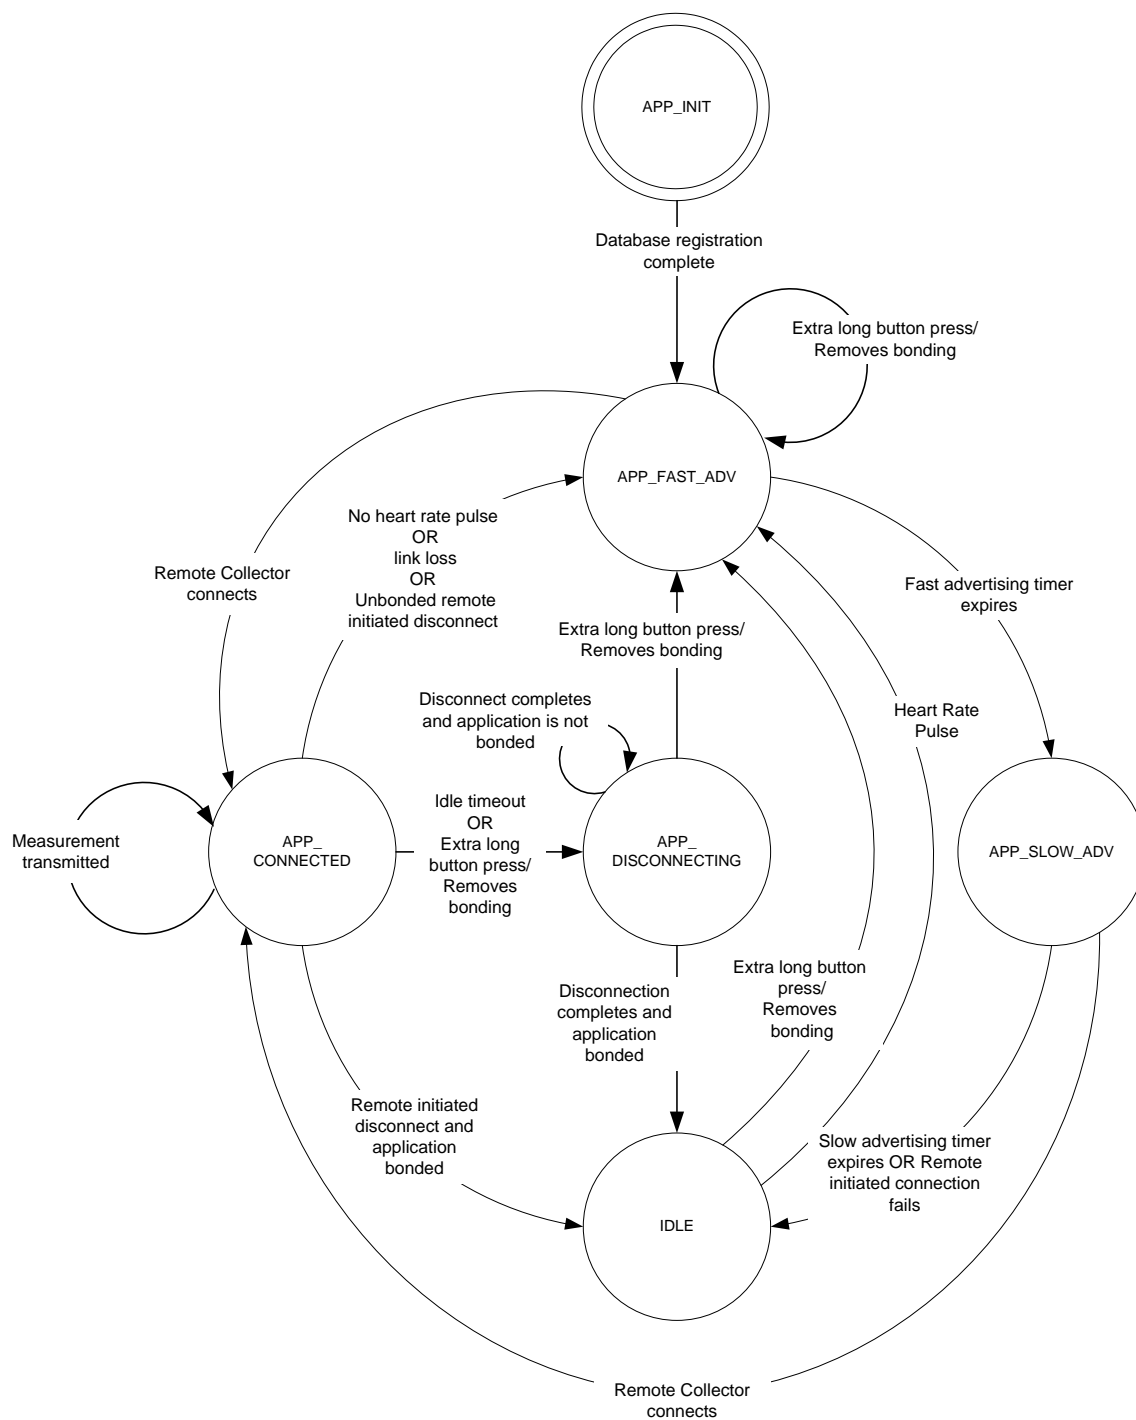 APP_INIT
Database registration
complete
Extra long button press/
Removes bonding
APP_FAST_ADV
No heart rate pulse
OR
link loss
OR
Unbonded remote
initiated disconnect
Remote Collector
connects
Fast advertising timer
expires
Extra long button press/
Removes bonding
Disconnect completes
and application is not
bonded
Heart Rate
Pulse
Measurement
transmitted
APP_
CONNECTED
Idle timeout
OR
Extra long
button press/
Removes
bonding
APP_
DISCONNECTING
APP_SLOW_ADV
Disconnection
completes and
application
bonded
Extra long button
press/
Removes
bonding
Remote initiated
disconnect and
application
bonded
Slow advertising timer
expires OR Remote
initiated connection
fails
IDLE
Remote Collector
connects